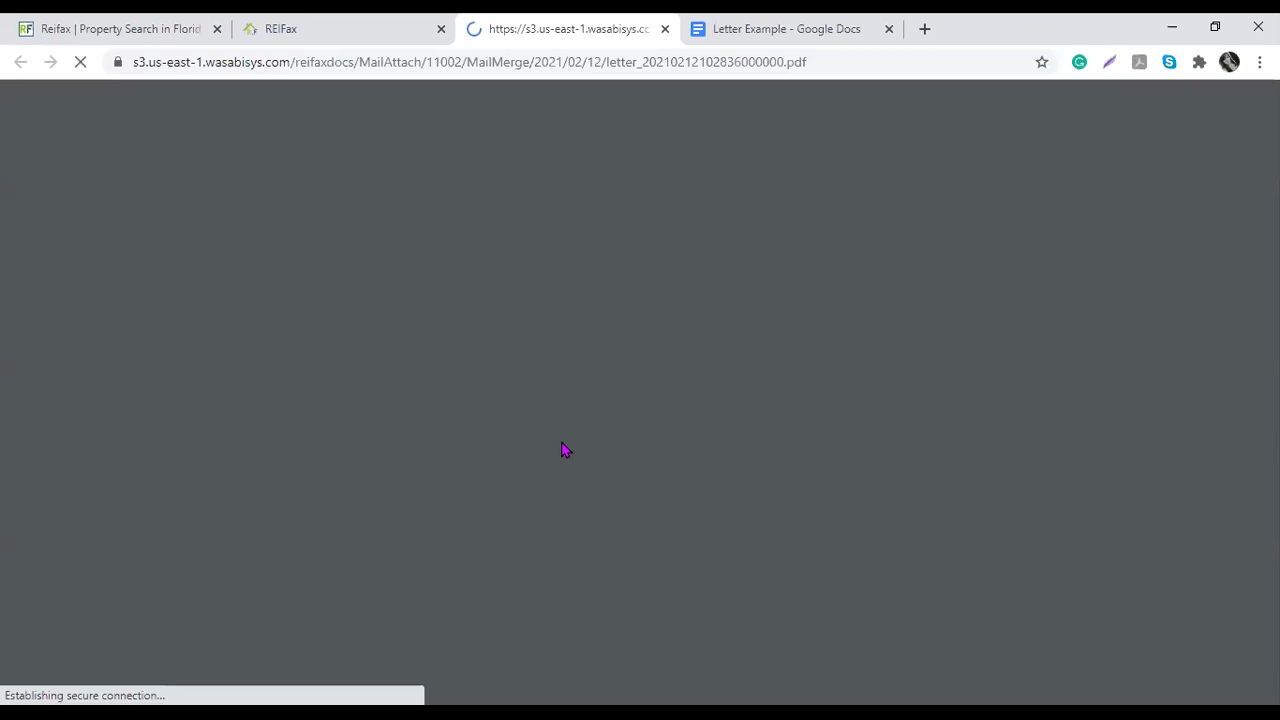 Reifax | Property Search in Florid
REIFax
https://s3.us-east-1.wasabisys.cc
Letter Example - Google Docs
s3.us-east-1.wasabisys.com/reifaxdocs/MailAttach/11002/MailMerge/2021/02/12/letter_20210212102836000000.pdf
Establishing secure connection...